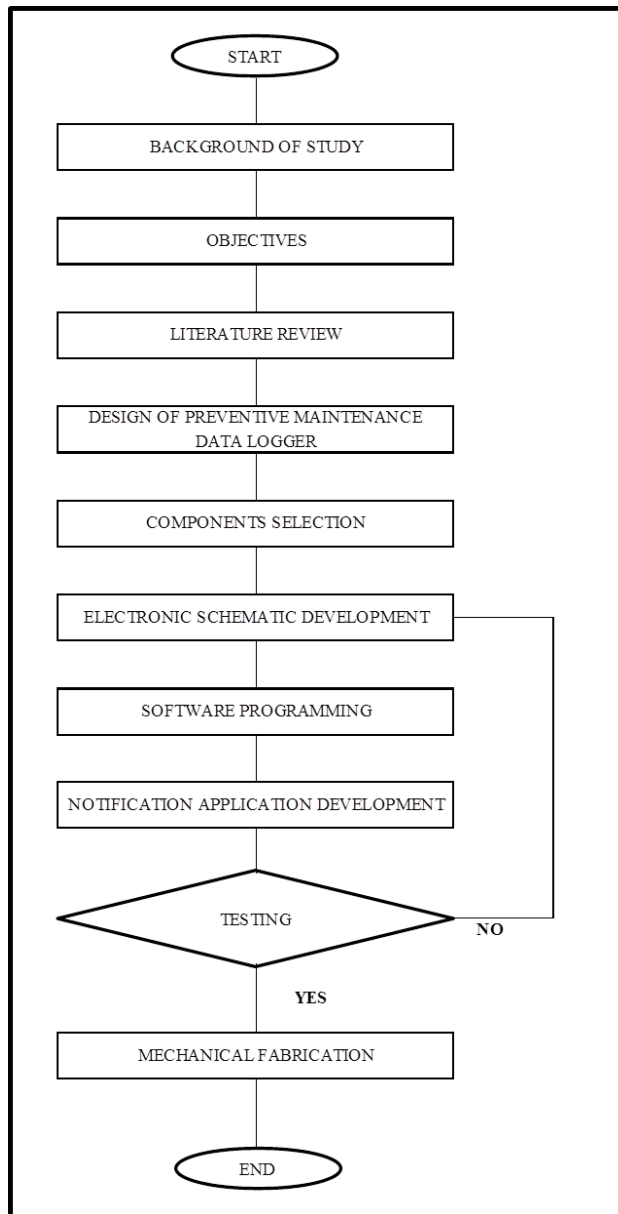 START
BACKGROUND OF STUDY
OBJECTIVES
LITERATURE REVIEW
DESIGN OF PREVENTIVE MAINTENANCE
DATA LOGGER
COMPONENTS SELECTION
ELECTRONIC SCHEMATIC DEVELOPMENT
SOFTWARE PROGRAMMING
NOTIFICATION APPLICATION DEVELOPMENT
TESTING
NO
YES
MECHANICAL FABRICATION
END